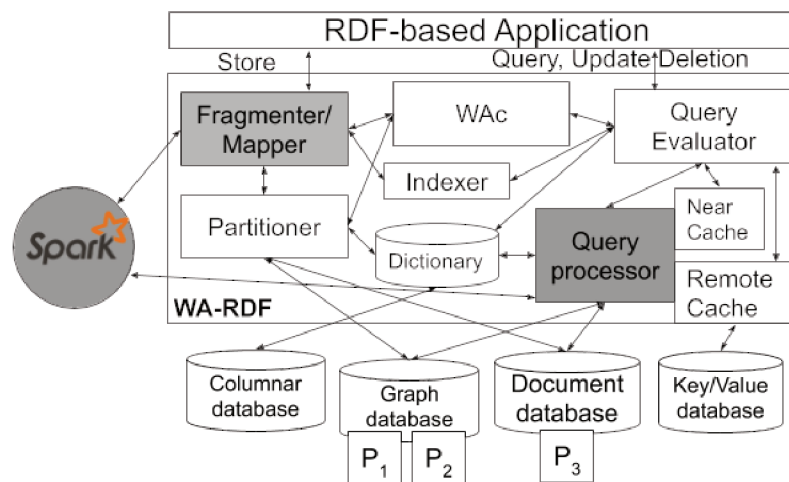 RDF-based Application
Store
Query, Update Deletion
Fragmenter/
Mapper
WAc
Query
Evaluator
Indexer
Partitioner
Near
Cache
Spark
Dictionary
Query
processor
Remote
Cache
WA-RDF
Columnar
database
Graph
database
Document
database
Key/Value
database
P1
P2
P3